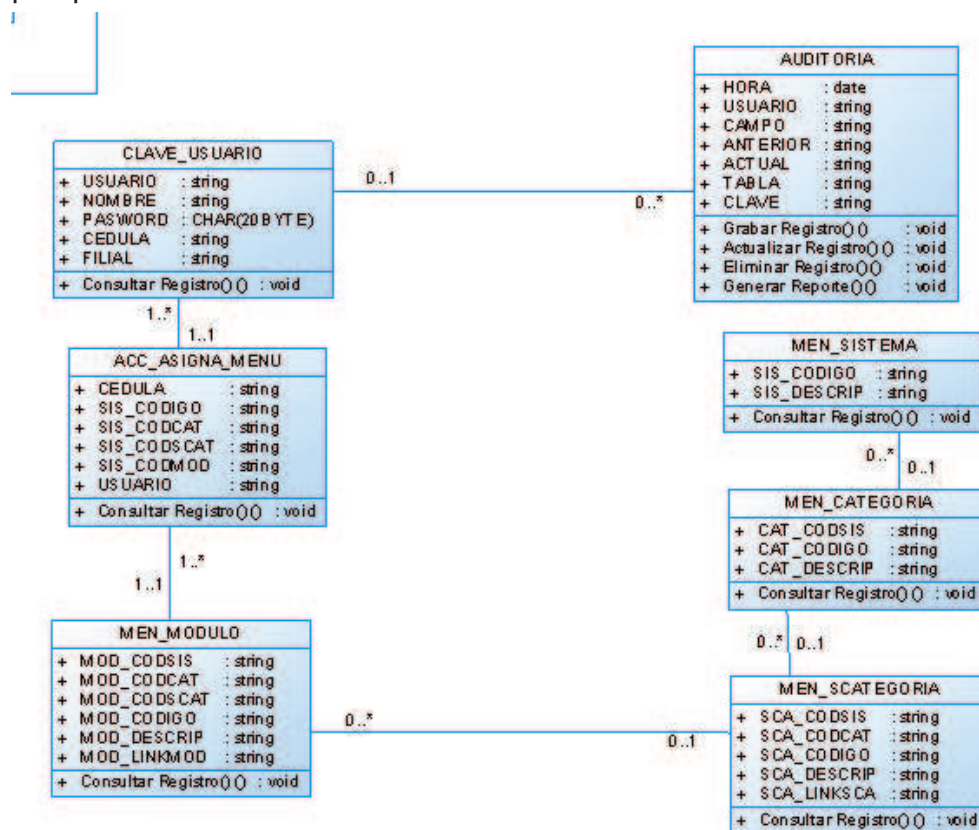 AUDITORIA
+ HORA : date
+ USUARIO : string
+ CAMPO : string
+ ANTERIOR : string
+ ACTUAL : string
+ TABLA : string
+ CLAVE : string
+ Grabar Registro() () : void
+ Actualizar Registro() () : void
+ Eliminar Registro() () : void
+ Generar Reporte() () : void
CLAVE_USUARIO
+ USUARIO : string
+ NOMBRE : string
+ PASWORD : CHAR(20BYTE)
+ CEDULA : string
+ FILIAL : string
+ Consultar Registro() () : void
0..1
0..*
1..*
1..1
ACC_ASIGNA_MENU
+ CEDULA : string
+ SIS_CODIGO : string
+ SIS_CODCAT : string
+ SIS_CODSCAT : string
+ SIS_CODMOD : string
+ USUARIO : string
+ Consultar Registro() () : void
MEN_SISTEMA
+ SIS_CODIGO : string
+ SIS_DESCRIP : string
+ Consultar Registro() () : void
0..*
0..1
MEN_CATEGORIA
+ CAT_CODSIS : string
+ CAT_CODIGO : string
+ CAT_DESCRIP : string
+ Consultar Registro() () : void
1..*
1..1
MEN_MODULO
+ MOD_CODSIS : string
+ MOD_CODCAT : string
+ MOD_CODSCAT : string
+ MOD_CODIGO : string
+ MOD_DESCRIP : string
+ MOD_LINKMOD : string
+ Consultar Registro() () : void
0..* 0..1
0..*
0..1
MEN_SCATEGORIA
+ SCA_CODSIS : string
+ SCA_CODCAT : string
+ SCA_CODIGO : string
+ SCA_DESCRIP : string
+ SCA_LINKSCA : string
+ Consultar Registro() () : void